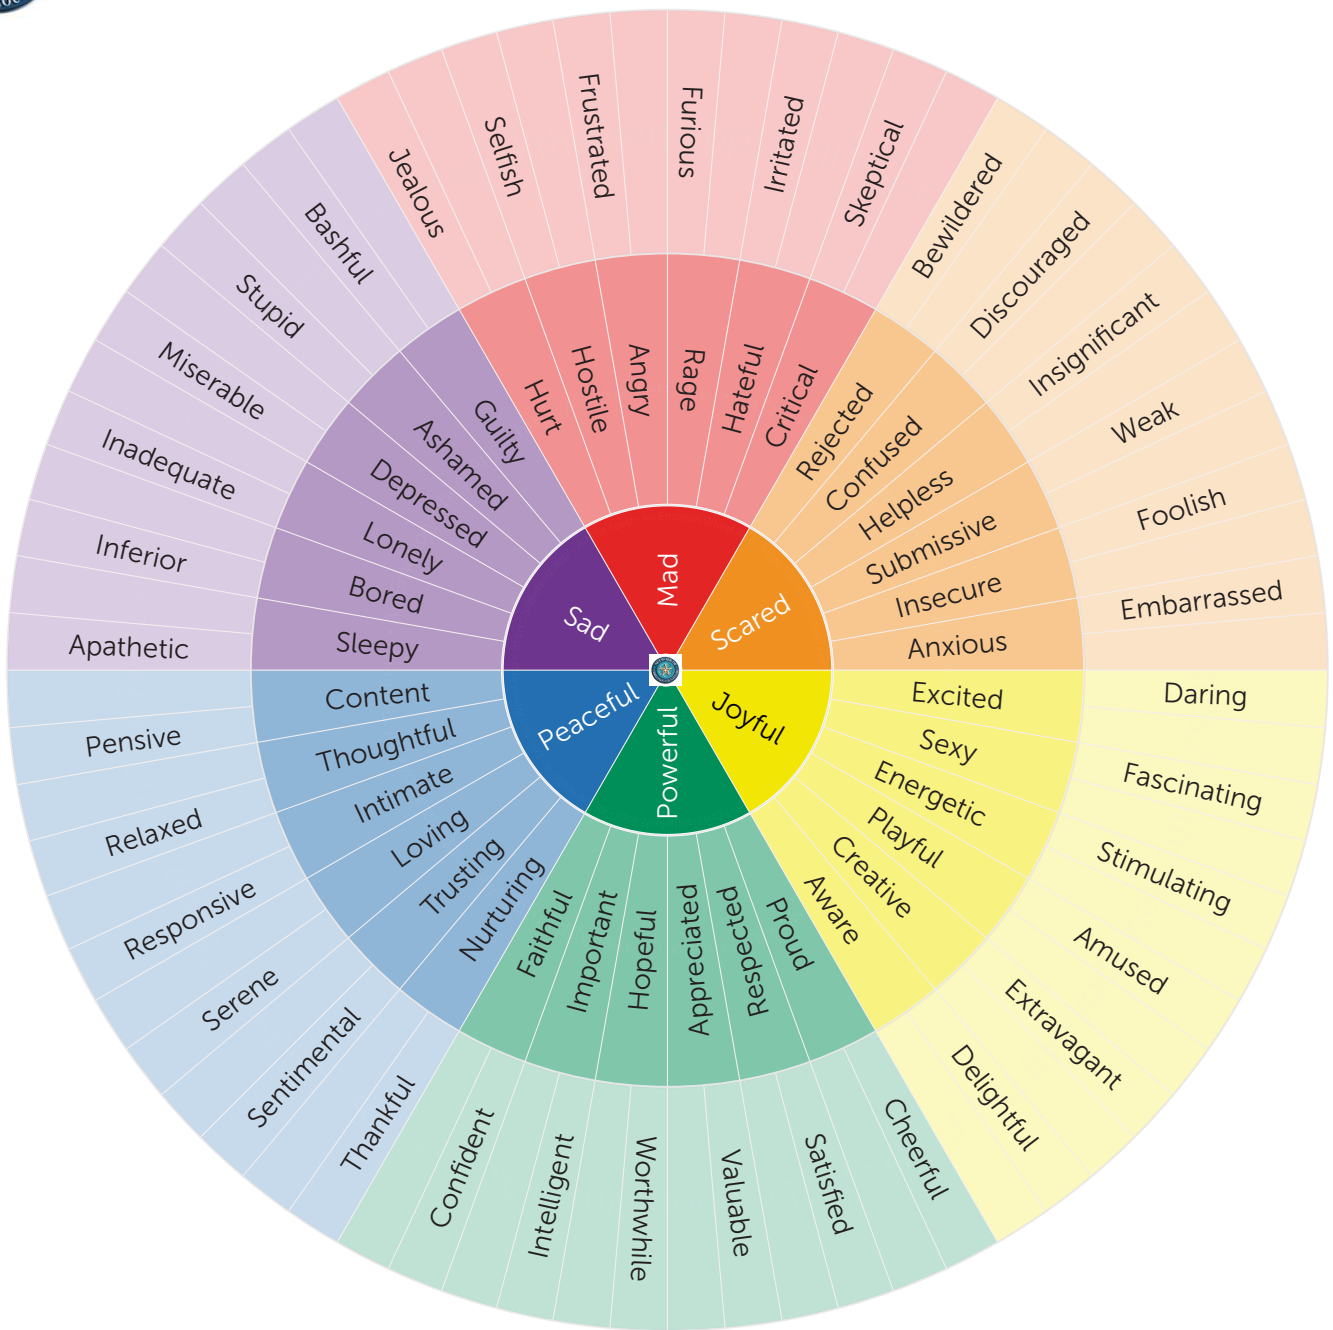 Mad
Scared
Joyful
Powerful
Peaceful
Sad
Hurt
Hostile
Angry
Rage
Hateful
Critical
Rejected
Confused
Helpless
Submissive
Insecure
Anxious
Excited
Sexy
Energetic
Playful
Creative
Aware
Proud
Respected
Appreciated
Hopeful
Important
Faithful
Nurturing
Trusting
Loving
Intimate
Thoughtful
Content
Sleepy
Bored
Lonely
Depressed
Ashamed
Guilty
Jealous
Selfish
Frustrated
Furious
Irritated
Skeptical
Bewildered
Discouraged
Insignificant
Weak
Foolish
Embarrassed
Daring
Fascinating
Stimulating
Amused
Extravagant
Delightful
Cheerful
Satisfied
Valuable
Worthwhile
Intelligent
Confident
Thankful
Sentimental
Serene
Responsive
Relaxed
Pensive
Apathetic
Inferior
Inadequate
Miserable
Stupid
Bashful